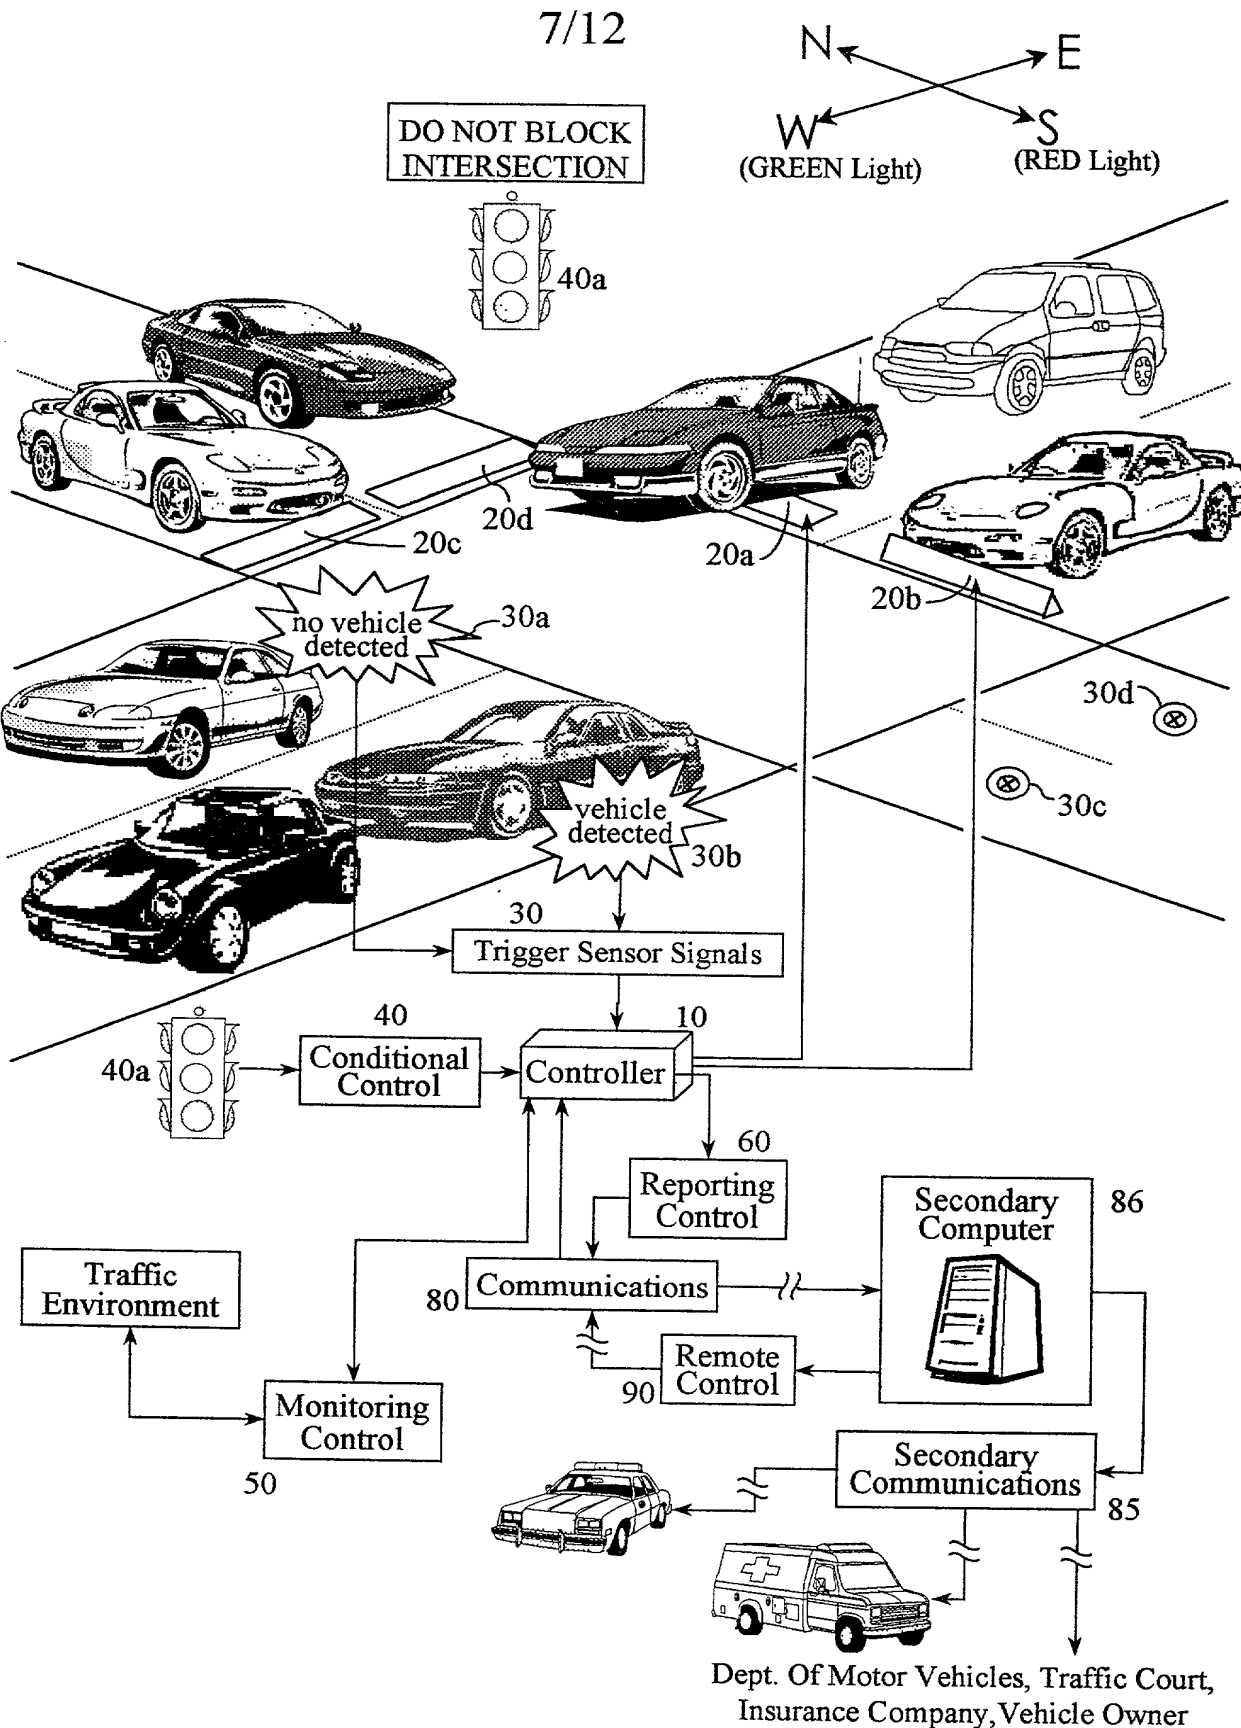 7/12
N
E
W
S
(GREEN Light)
(RED Light)
DO NOT BLOCK
INTERSECTION
40a
20d
20c
20a
20b
no vehicle
detected
30a
30d
30c
vehicle
detected
30b
30
Trigger Sensor Signals
40
10
40a
Conditional
Control
Controller
60
Reporting
Control
Secondary
Computer
86
Traffic
Environment
Communications
80
Remote
Control
90
Monitoring
Control
50
Secondary
Communications
85
Dept. Of Motor Vehicles, Traffic Court,
Insurance Company, Vehicle Owner